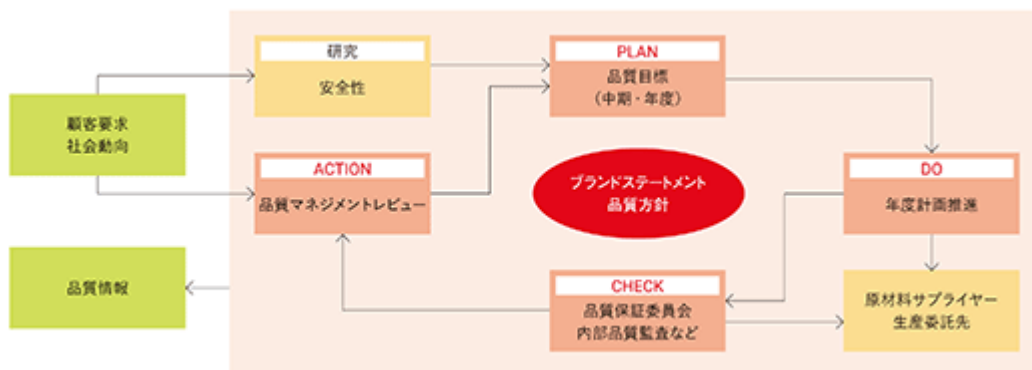 顧客要求
社会動向
品質情報
研究
安全性
ACTION
品質マネジメントレビュー
PLAN
品質目標
（中期・年度）
ブランドステートメント
品質方針
CHECK
品質保証委員会
内部品質監査など
DO
年度計画推進
原材料サプライヤー
生産委託先